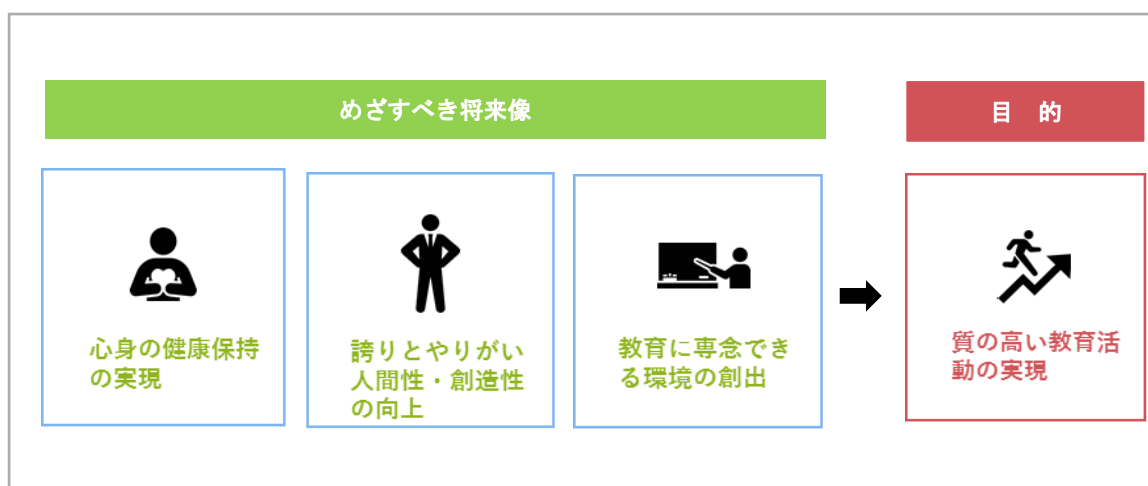 めざすべき将来像
目 的
心身の健康保持
の実現
誇りとやりがい
人間性・創造性
の向上
教育に専念でき
る環境の創出
質の高い教育活
動の実現